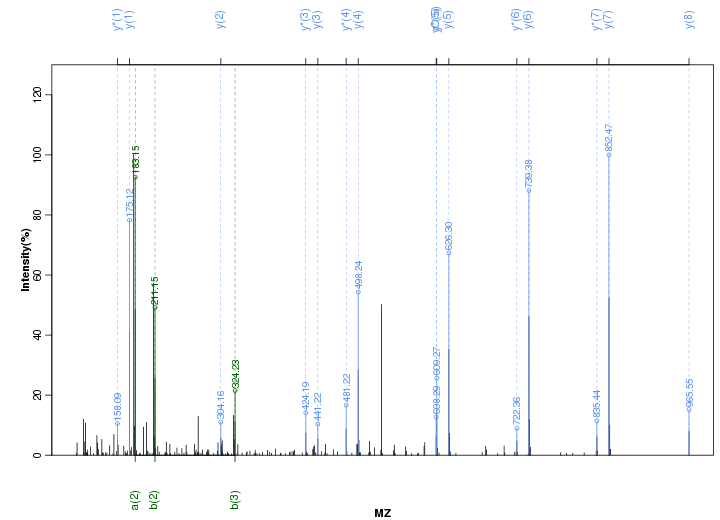 y*(1)
y(1)
y(2)
y*(3)
y(3)
y*(4)
y(4)
y(5)
y*(6)
y(6)
y*(7)
y(7)
y(8)
Intensity(%)
0
20
40
60
80
100
120
158.09
175.12
183.15
211.15
304.16
324.23
424.19
441.22
481.22
498.24
608.29
609.27
626.30
722.36
739.38
835.44
852.47
965.55
a(2)
b(2)
b(3)
MZ